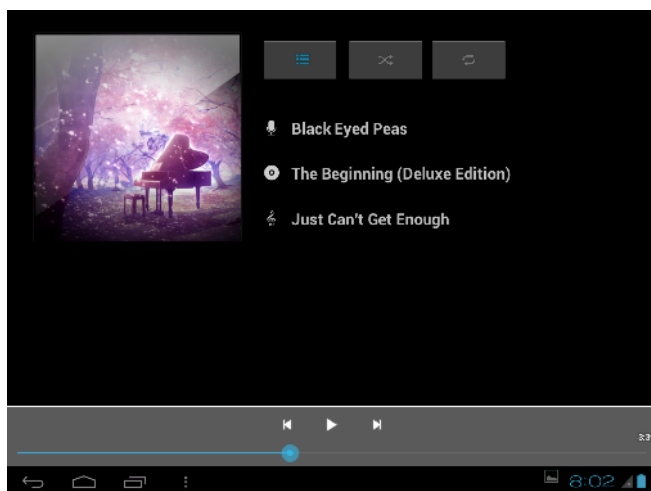 Black Eyed Peas
The Beginning (Deluxe Edition)
Just Can't Get Enough
8:02